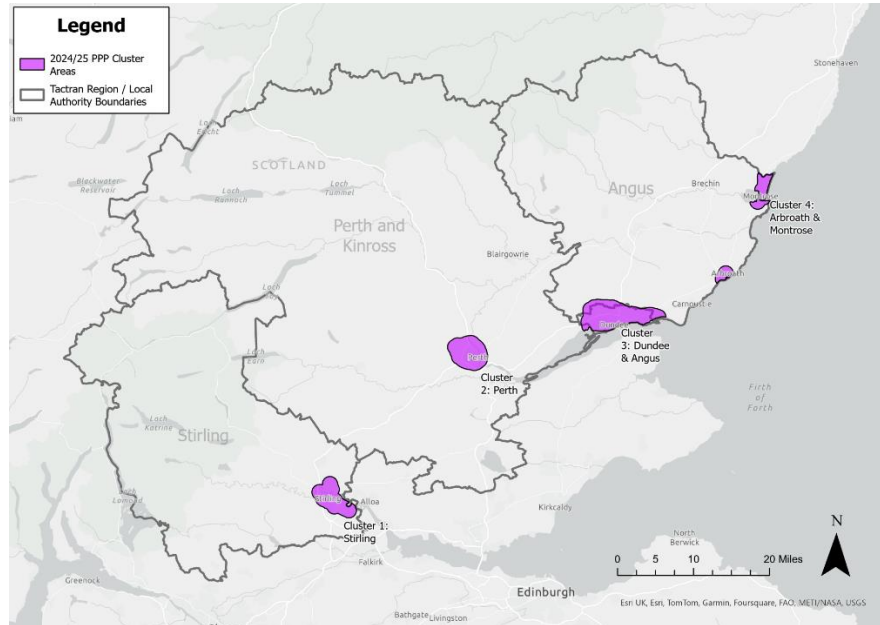 Legend
2024/25 PPP Cluster
Areas
Tactran Region / Local
Authority Boundaries
Stonehaven
Loch
Ericht
SCOTLAND
Blackwater
Reservoir
Loch
Rannoch
Loch
Tummel
Angus
Brechin
Montrose
Cluster 4:
Arbroath &
Montrose
Perth and
Kinross
Blairgowrie
Arbroath
Carnoustie
Loch
Tay
Dundee
Cluster
3: Dundee
& Angus
Loch
Earn
Perth
Cluster
2: Perth
Firth
of
Forth
Stirling
Loch
Katrine
Loch
Lomond
Stirling
Alloa
Cluster 1:
Stirling
Kirkcaldy
North
Berwick
Falkirk
Greenock
Edinburgh
Bathgate
Livingston
N
0 5 10 20 Miles
Esri UK, Esri, TomTom, Garmin, Foursquare, FAO, METI/NASA, USGS